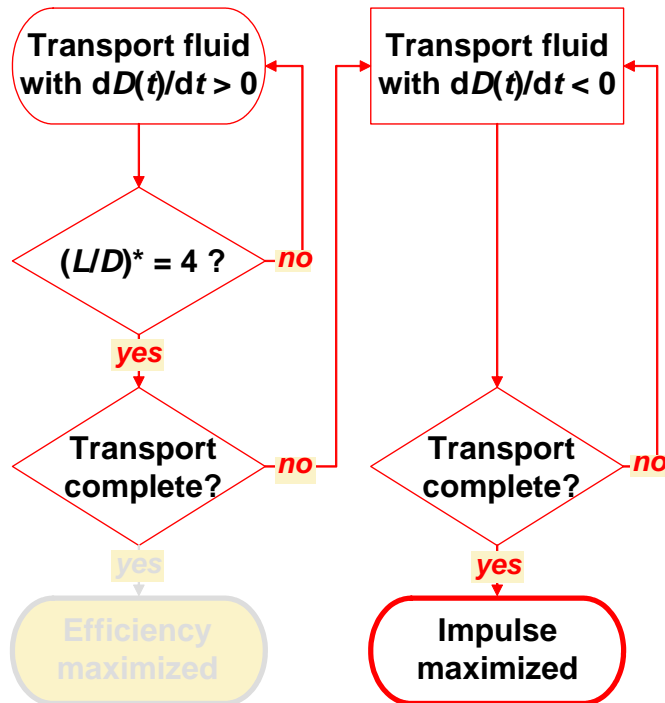 Transport fluid
with dD(t)/dt > 0
(L/D)* = 4 ?
no
yes
Transport
complete?
no
yes
Efficiency
maximized
Transport fluid
with dD(t)/dt < 0
Transport
complete?
no
yes
Impulse
maximized